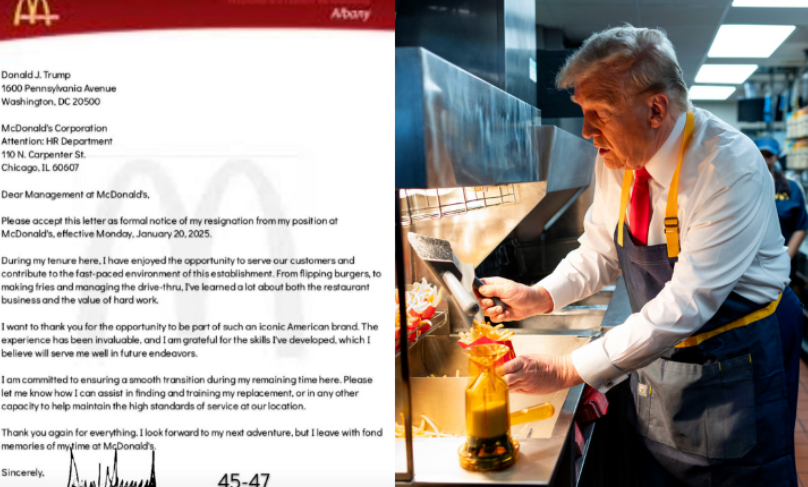 Albany
Donald J. Trump
1600 Pennsylvania Avenue
Washington, DC 20500
McDonald's Corporation
Attention: HR Department
110 N. Carpenter St.
Chicago, IL 60607
Dear Management at McDonald's,
Please accept this letter as formal notice of my resignation from my position at
McDonald's, effective Monday, January 20, 2025.
During my tenure here, I have enjoyed the opportunity to serve our customers and
contribute to the fast-paced environment of this establishment. From flipping burgers, to
making fries and managing the drive-thru, I've learned a lot about both the restaurant
business and the value of hard work.
I want to thank you for the opportunity to be part of such an iconic American brand. The
experience has been invaluable, and I am grateful for the skills I've developed, which I
believe will serve me well in future endeavors.
I am committed to ensuring a smooth transition during my remaining time here. Please
let me know how I can assist in finding and training my replacement, or in any other
capacity to help maintain the high standards of service at our location.
Thank you again for everything. I look forward to my next adventure, but I leave with fond
memories of my time at McDonald's.
Sincerely,
45-47